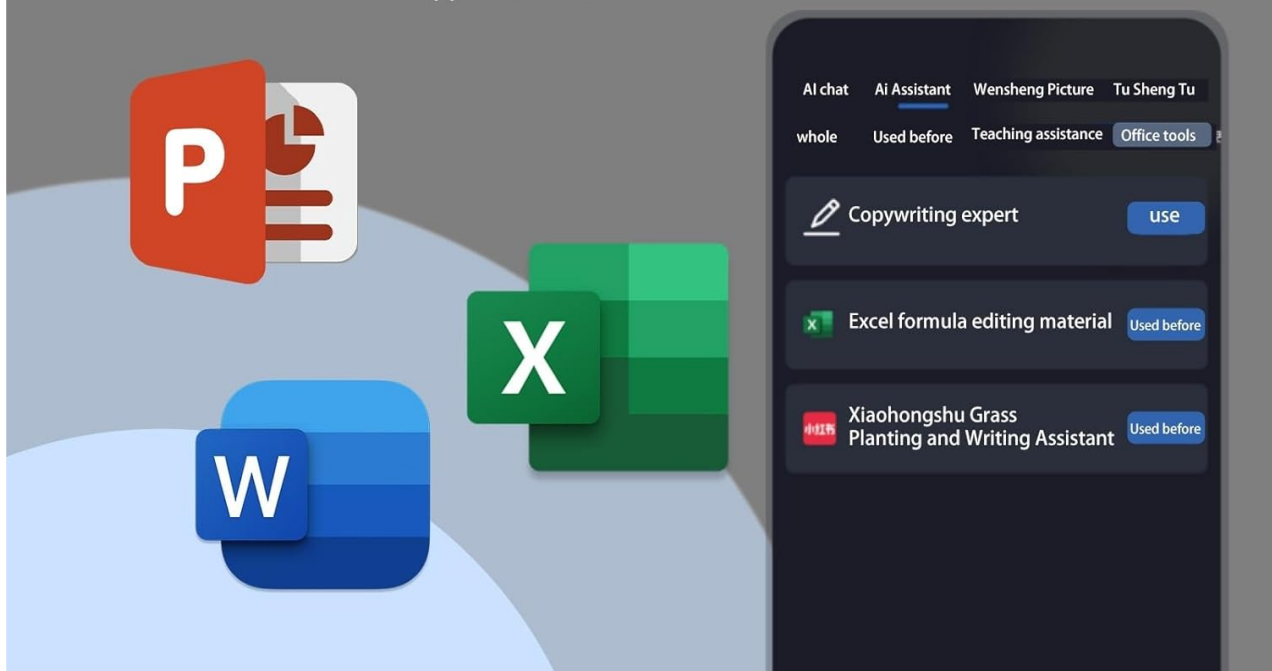 P
X
W
AI chat Ai Assistant Wensheng Picture Tu Sheng Tu
whole Used before Teaching assistance Office tools
Copywriting expert use
X Excel formula editing material Used before
小红书 Xiaohongshu Grass
Planting and Writing Assistant Used before